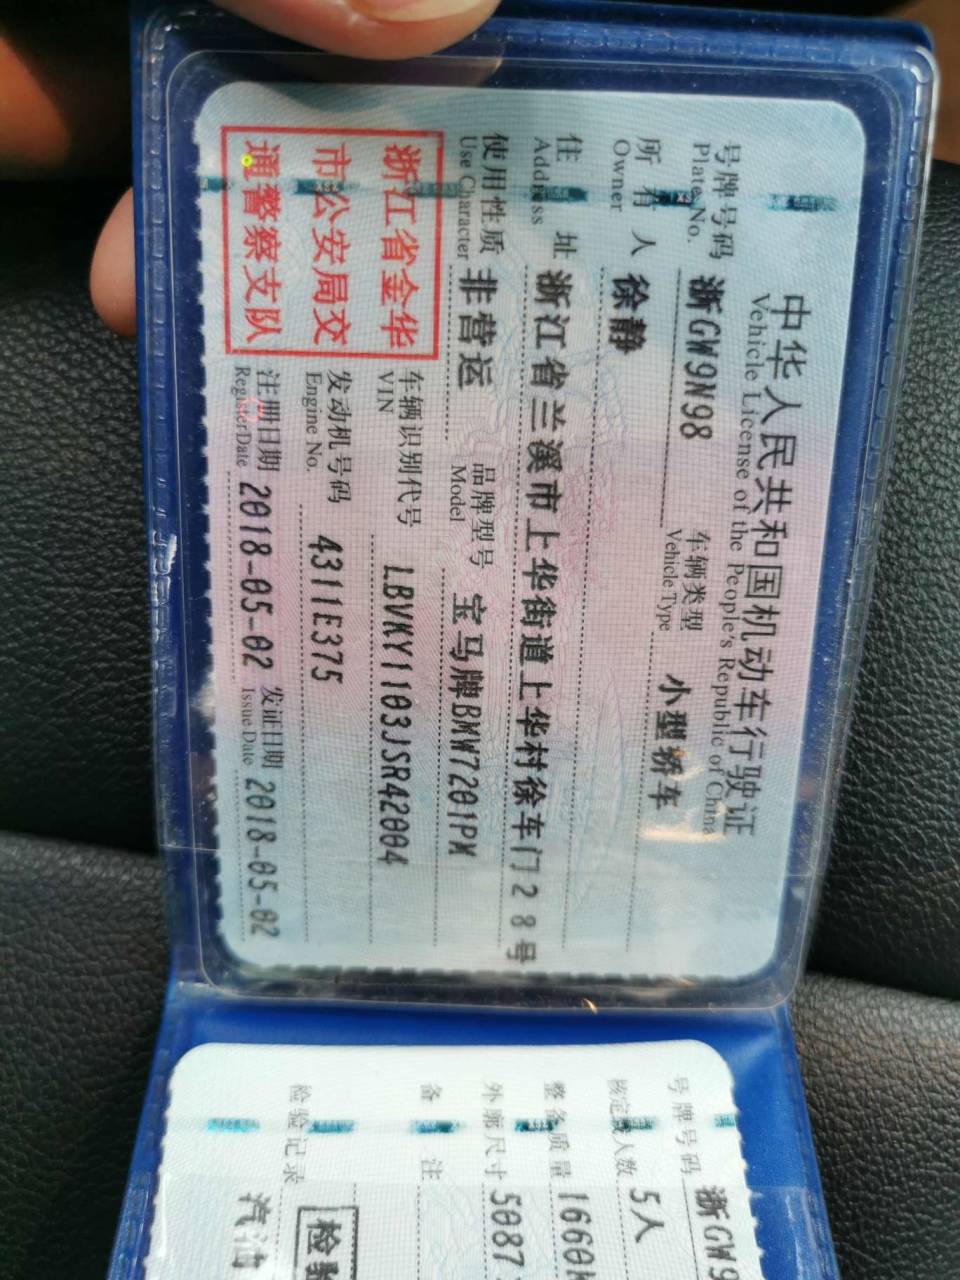 中华人民共和国机动车行驶证
Vehicle License of the People's Republic of China
号牌号码 浙GW9N98 车辆类型 小型轿车
Plate No. Vehicle Type
所有人 徐静
Owner
住址 浙江省兰溪市上华街道上华村徐车门28号
Address
使用性质 非营运 品牌型号 宝马牌BMW7201PM
Use Character Model
浙江省金华
市公安局交
通警察支队
车辆识别代号 LBVKY1103JSR42004
VIN
发动机号码 4311E375
Engine No.
注册日期 2018-05-02 发证日期 2018-05-02
Register Date Issue Date
号牌号码 浙GW9
核定载人数 5人
整备质量 1660k
外廓尺寸 5087
备注
检验记录 检验
汽油